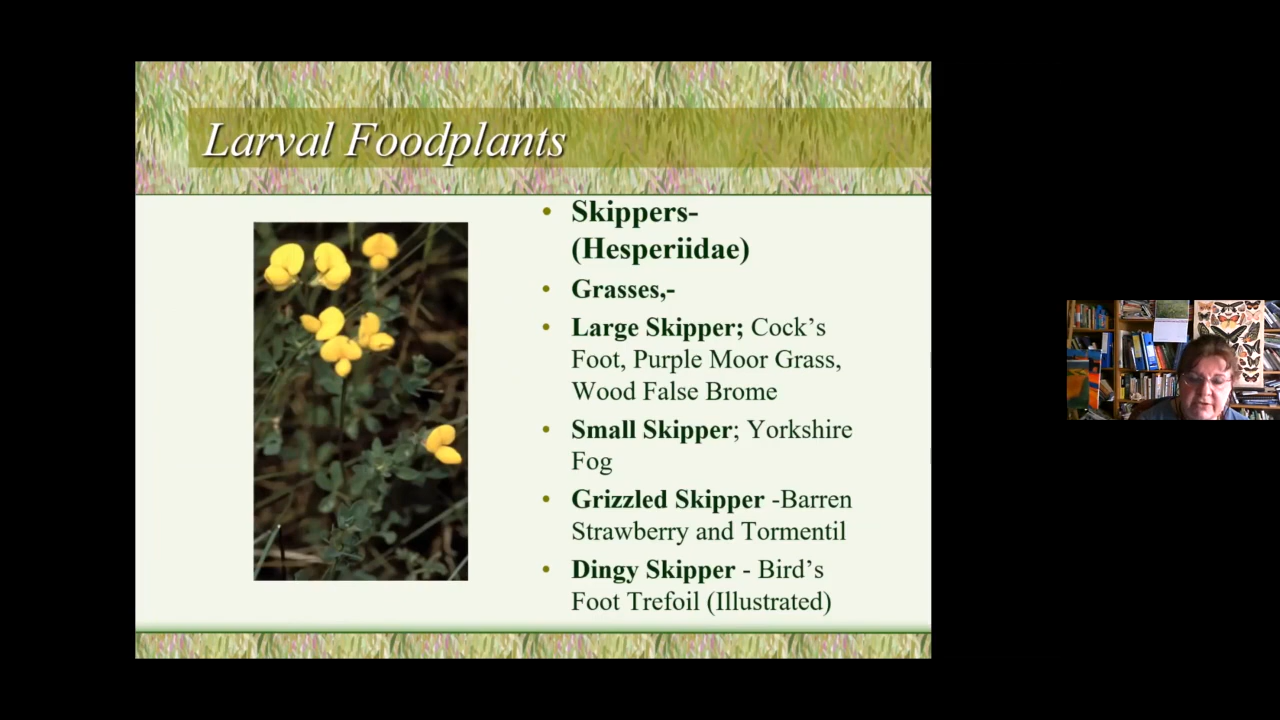 Larval Foodplants
• Skippers-
(Hesperiidae)
• Grasses,-
• Large Skipper; Cock’s
Foot, Purple Moor Grass,
Wood False Brome
• Small Skipper; Yorkshire
Fog
• Grizzled Skipper -Barren
Strawberry and Tormentil
• Dingy Skipper - Bird’s
Foot Trefoil (Illustrated)